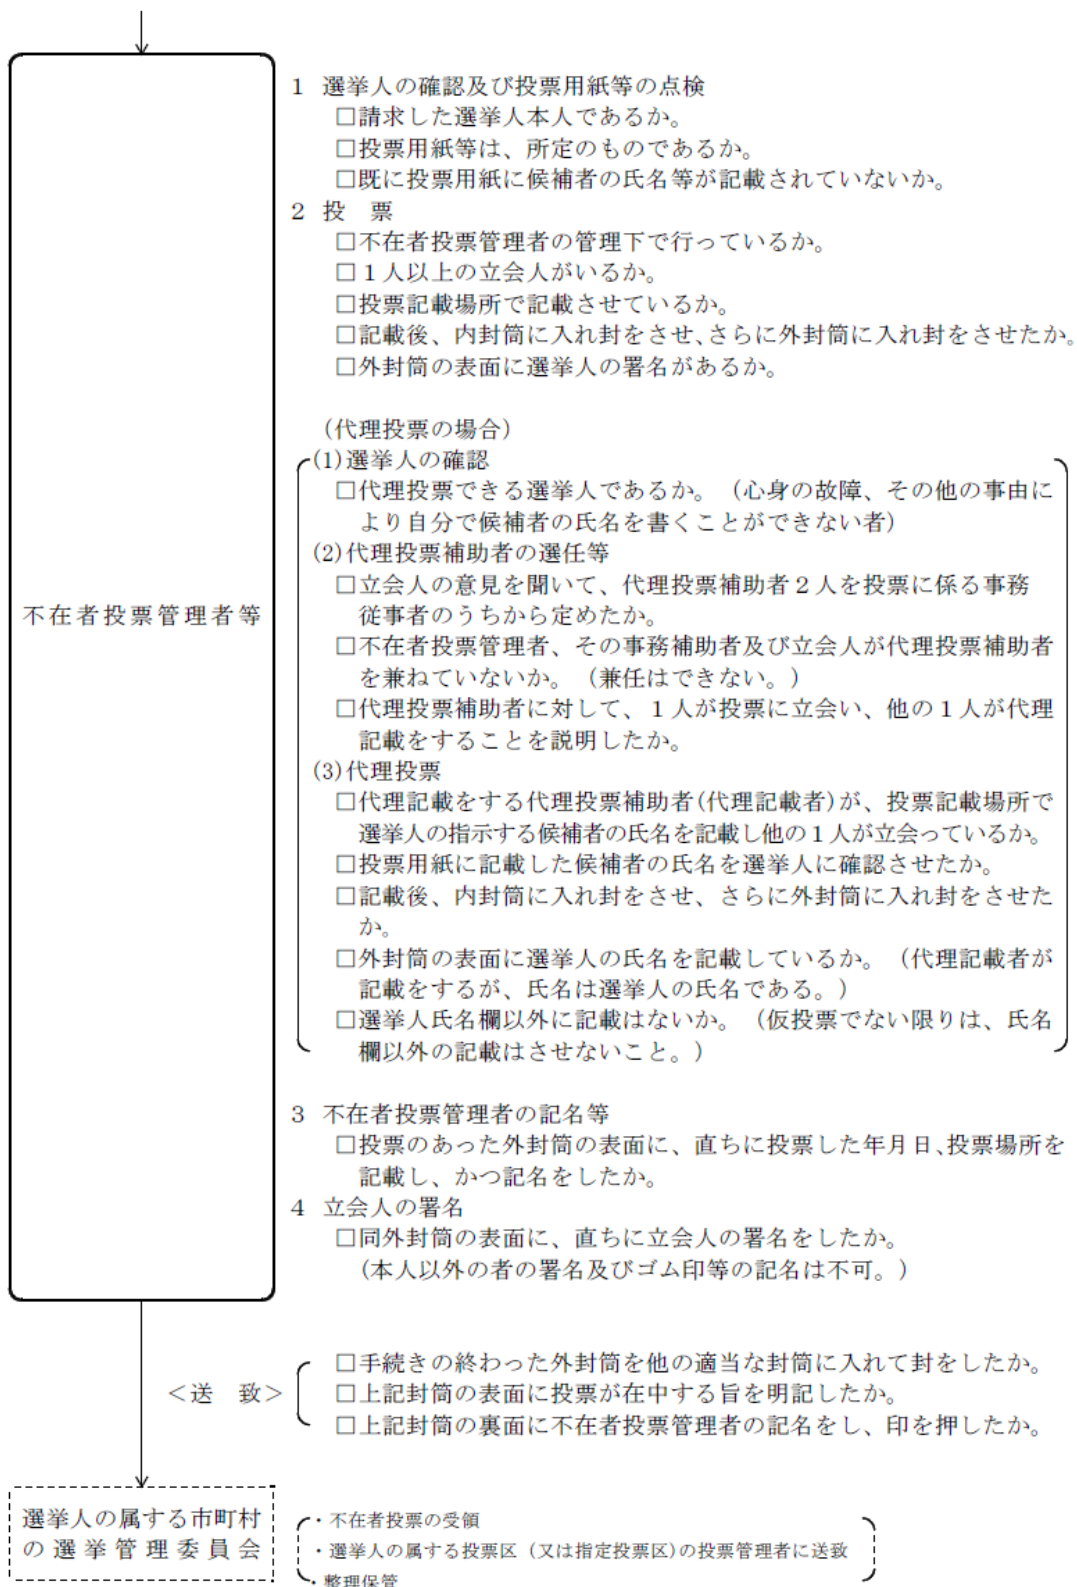 1 選挙人の確認及び投票用紙等の点検
□請求した選挙人本人であるか。
□投票用紙等は、所定のものであるか。
□既に投票用紙に候補者の氏名等が記載されていないか。
2 投　票
□不在者投票管理者の管理下で行っているか。
□1人以上の立会人がいるか。
□投票記載場所で記載させているか。
□記載後、内封筒に入れ封をさせ、さらに外封筒に入れ封をさせたか。
□外封筒の表面に選挙人の署名があるか。
（代理投票の場合）
(1)選挙人の確認
□代理投票できる選挙人であるか。（心身の故障、その他の事由に
より自分で候補者の氏名を書くことができない者）
(2)代理投票補助者の選任等
□立会人の意見を聞いて、代理投票補助者2人を投票に係る事務
従事者のうちから定めたか。
不在者投票管理者等
□不在者投票管理者、その事務補助者及び立会人が代理投票補助者
を兼ねていないか。（兼任はできない。）
□代理投票補助者に対して、1人が投票に立会い、他の1人が代理
記載をすることを説明したか。
(3)代理投票
□代理記載をする代理投票補助者(代理記載者)が、投票記載場所で
選挙人の指示する候補者の氏名を記載し他の1人が立会っているか。
□投票用紙に記載した候補者の氏名を選挙人に確認させたか。
□記載後、内封筒に入れ封をさせ、さらに外封筒に入れ封をさせた
か。
□外封筒の表面に選挙人の氏名を記載しているか。（代理記載者が
記載をするが、氏名は選挙人の氏名である。）
□選挙人氏名欄以外に記載はないか。（仮投票でない限りは、氏名
欄以外の記載はさせないこと。）
3 不在者投票管理者の記名等
□投票のあった外封筒の表面に、直ちに投票した年月日、投票場所を
記載し、かつ記名をしたか。
4 立会人の署名
□同外封筒の表面に、直ちに立会人の署名をしたか。
（本人以外の者の署名及びゴム印等の記名は不可。）
□手続きの終わった外封筒を他の適当な封筒に入れて封をしたか。
＜送　致＞
□上記封筒の表面に投票が在中する旨を明記したか。
□上記封筒の裏面に不在者投票管理者の記名をし、印を押したか。
選挙人の属する市町村
の選挙管理委員会
・不在者投票の受領
・選挙人の属する投票区（又は指定投票区）の投票管理者に送致
・整理保管